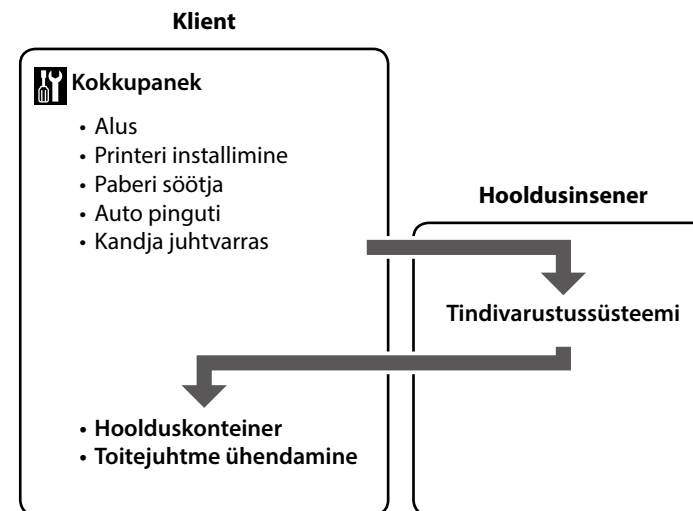 Klient
Kokkupanek
• Alus
• Printeri installimine
• Paberi söötja
• Auto pinguti
• Kandja juhtvarras
Hooldusinsener
Tindivarustussüsteemi
• Hoolduskonteiner
• Toitejuhtme ühendamine